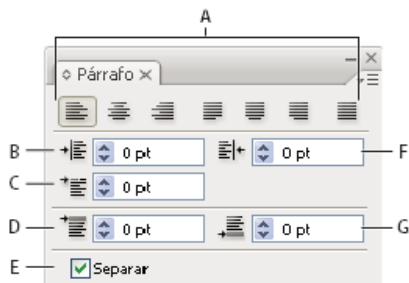 A
Párrafo
B 0 pt 0 pt F
C 0 pt
D 0 pt 0 pt G
E Separar